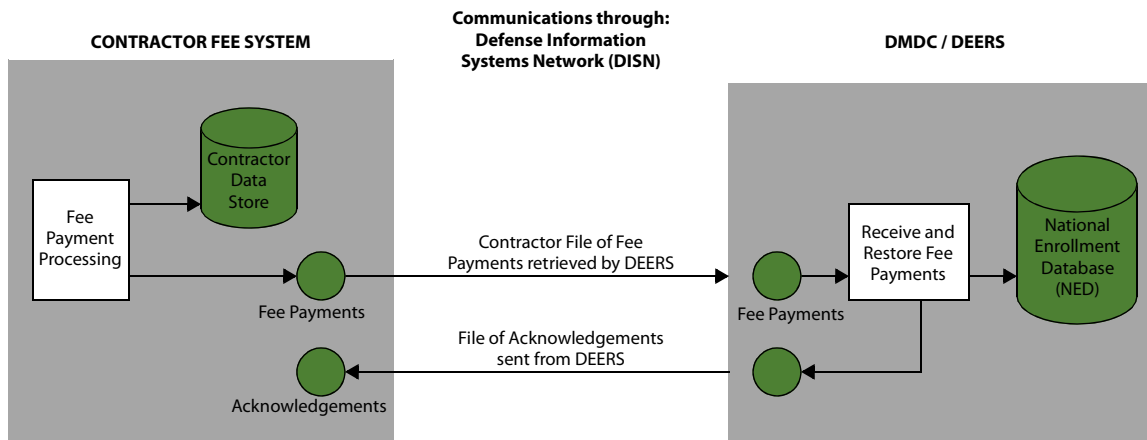 Communications through:
Defense Information
Systems Network (DISN)
CONTRACTOR FEE SYSTEM
DMDC / DEERS
Contractor
Data
Store
Fee
Payment
Processing
Contractor File of Fee
Payments retrieved by DEERS
Receive and
Restore Fee
Payments
National
Enrollment
Database
(NED)
Fee Payments
Fee Payments
File of Acknowledgements
sent from DEERS
Acknowledgements